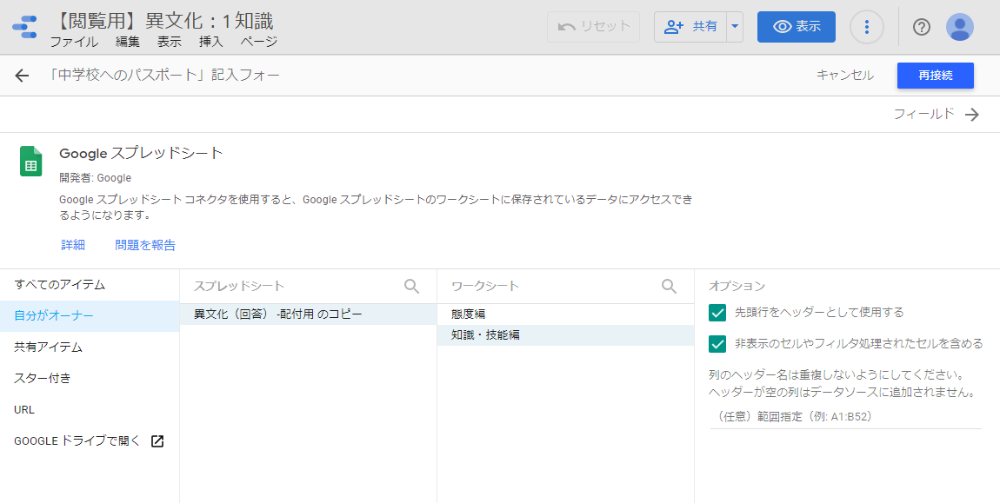 【閲覧用】異文化：1 知識
ファイル 編集 表示 挿入 ページ
リセット
共有
表示
「中学校へのパスポート」記入フォー
キャンセル
再接続
フィールド
Google スプレッドシート
開発者: Google
Google スプレッドシート コネクタを使用すると、Google スプレッドシートのワークシートに保存されているデータにアクセスでき
るようになります。
詳細 問題を報告
すべてのアイテム
自分がオーナー
共有アイテム
スター付き
URL
GOOGLE ドライブで開く
スプレッドシート
異文化（回答） -配付用 のコピー
ワークシート
態度編
知識・技能編
オプション
先頭行をヘッダーとして使用する
非表示のセルやフィルタ処理されたセルを含める
列のヘッダー名は重複しないようにしてください。
ヘッダーが空の列はデータソースに追加されません。
（任意）範囲指定（例: A1:B52）